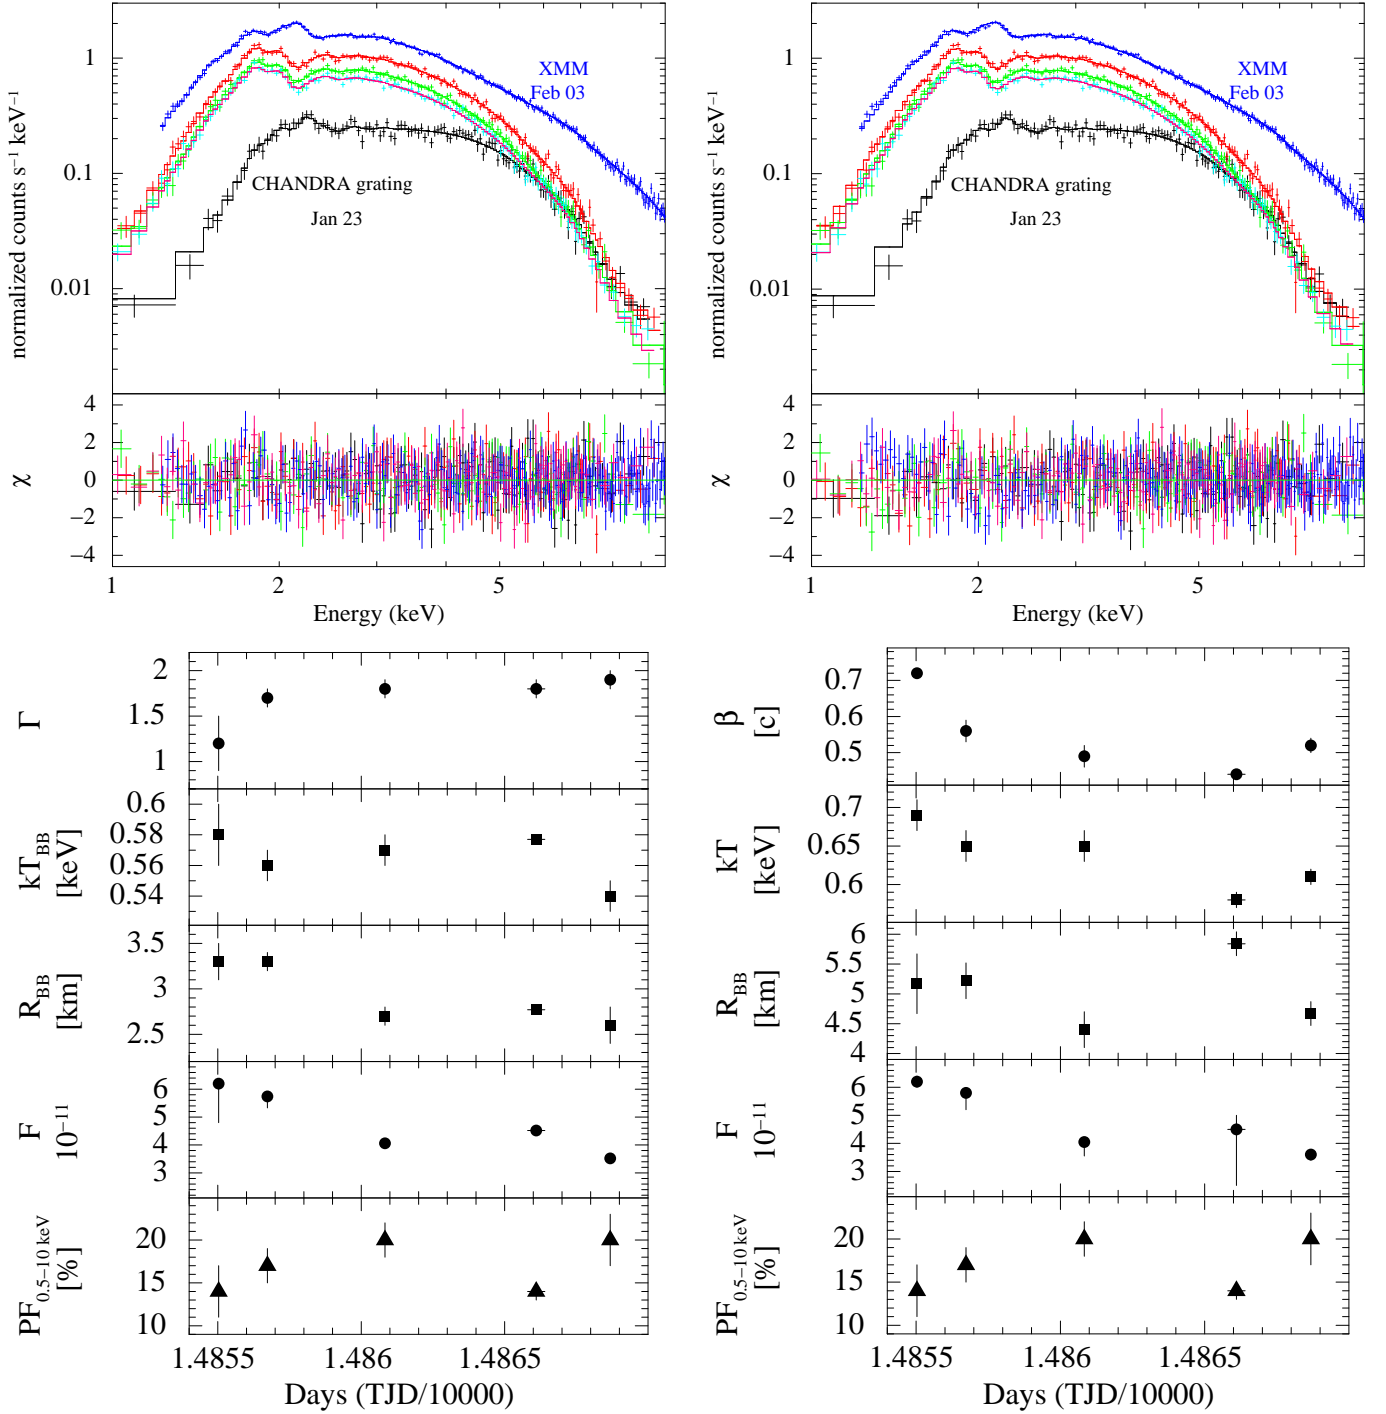 normalized counts s⁻¹ keV⁻¹
1
0.1
0.01
XMM
Feb 03
CHANDRA grating
Jan 23
χ
4
2
0
−2
−4
1
2
5
Energy (keV)
normalized counts s⁻¹ keV⁻¹
1
0.1
0.01
XMM
Feb 03
CHANDRA grating
Jan 23
χ
4
2
0
−2
−4
1
2
5
Energy (keV)
Γ
2
1.5
1
kT_BB
[keV]
0.6
0.58
0.56
0.54
R_BB
[km]
3.5
3
2.5
F
10⁻¹¹
6
5
4
3
PF_0.5−10 keV
[%]
20
15
10
1.4855
1.486
1.4865
Days (TJD/10000)
β
[c]
0.7
0.6
0.5
kT
[keV]
0.7
0.65
0.6
R_BB
[km]
6
5.5
5
4.5
4
F
10⁻¹¹
6
5
4
3
PF_0.5−10 keV
[%]
20
15
10
1.4855
1.486
1.4865
Days (TJD/10000)